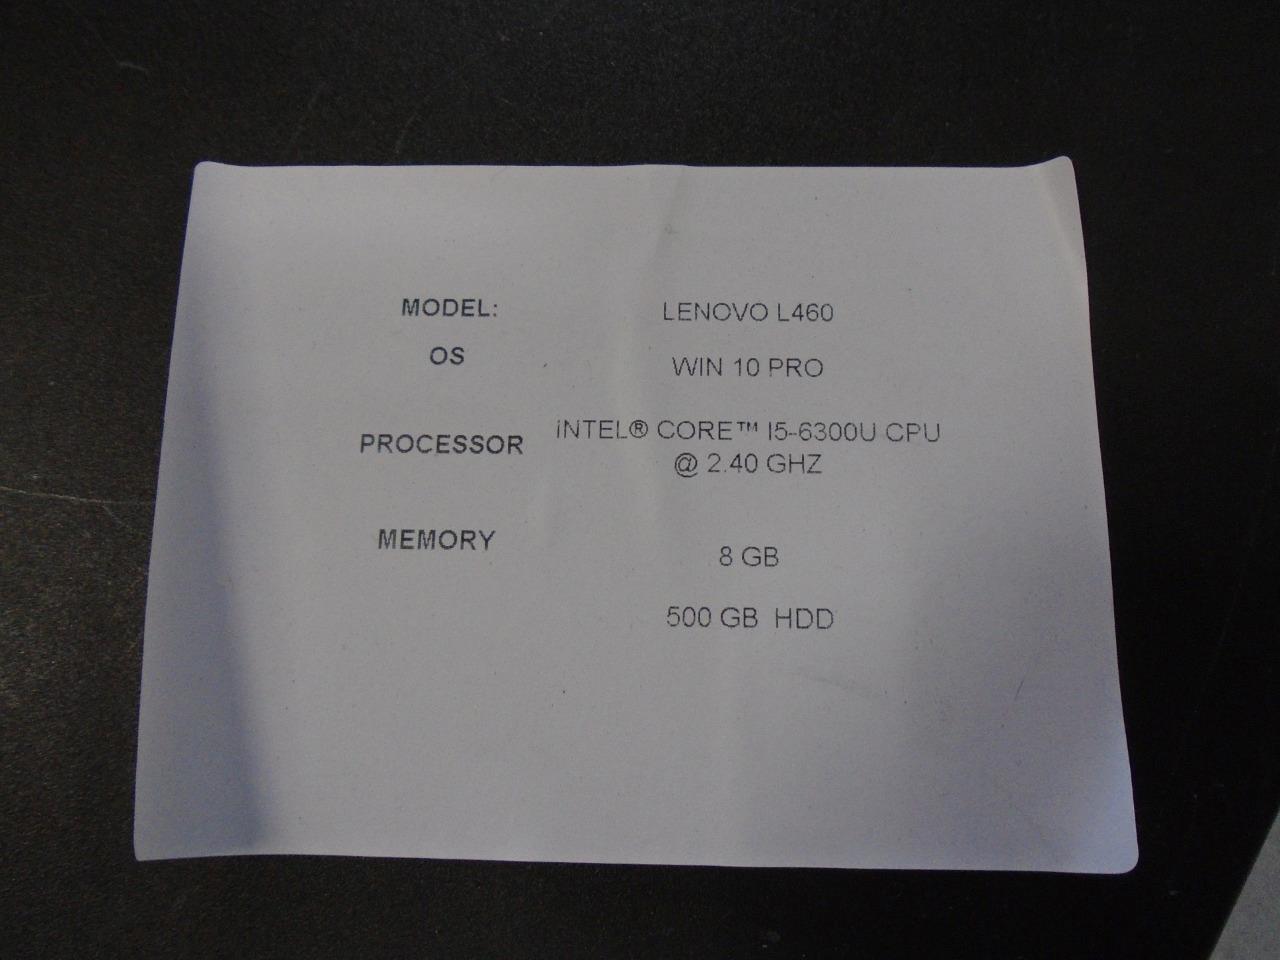 MODEL: LENOVO L460
OS WIN 10 PRO
PROCESSOR iNTEL® CORE™ I5-6300U CPU
@ 2.40 GHZ
MEMORY 8 GB
500 GB HDD